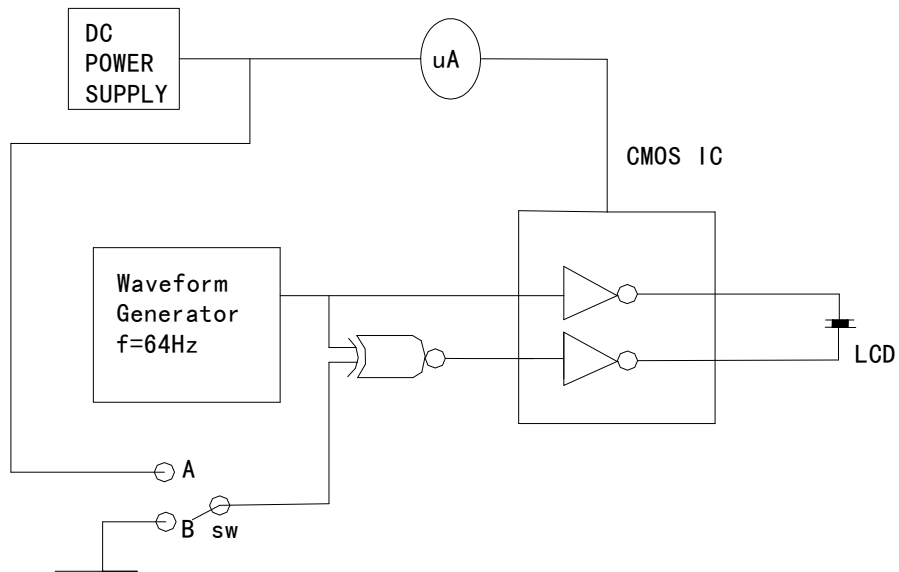 DC
POWER
SUPPLY
uA
CMOS IC
Waveform
Generator
f=64Hz
LCD
A
B sw